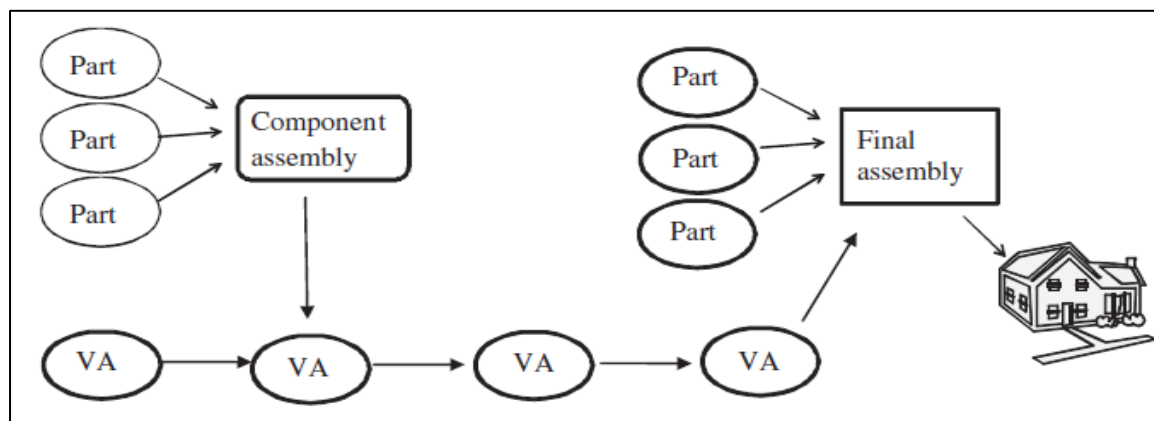 Part
Part
Part
Component
assembly
Part
Part
Part
Final
assembly
VA
VA
VA
VA